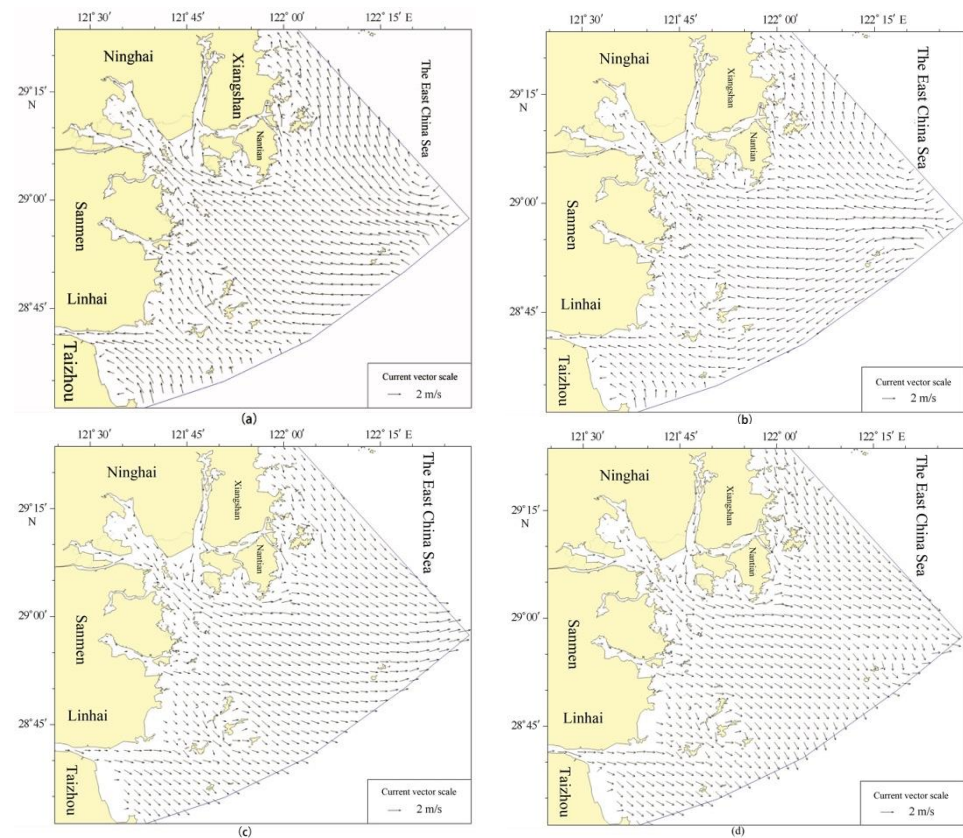 121° 30′ 121° 45′ 122° 00′ 122° 15′ E
29° 15′
N
29° 00′
28° 45′
Ninghai
Xiangshan
Nantian
The East China Sea
Sanmen
Linhai
Taizhou
Current vector scale
2 m/s
(a)
121° 30′ 121° 45′ 122° 00′ 122° 15′ E
29° 15′
N
29° 00′
28° 45′
Ninghai
Xiangshan
Nantian
The East China Sea
Sanmen
Linhai
Taizhou
Current vector scale
2 m/s
(b)
121° 30′ 121° 45′ 122° 00′ 122° 15′ E
29° 15′
N
29° 00′
28° 45′
Ninghai
Xiangshan
Nantian
The East China Sea
Sanmen
Linhai
Taizhou
Current vector scale
2 m/s
(c)
121° 30′ 121° 45′ 122° 00′ 122° 15′ E
29° 15′
N
29° 00′
28° 45′
Ninghai
Xiangshan
Nantian
The East China Sea
Sanmen
Linhai
Taizhou
Current vector scale
2 m/s
(d)